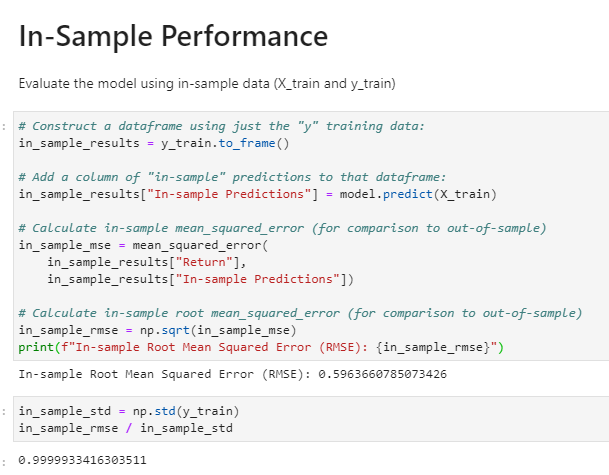 In-Sample Performance
Evaluate the model using in-sample data (X_train and y_train)
# Construct a dataframe using just the "y" training data:
in_sample_results = y_train.to_frame()
# Add a column of "in-sample" predictions to that dataframe:
in_sample_results["In-sample Predictions"] = model.predict(X_train)
# Calculate in-sample mean_squared_error (for comparison to out-of-sample)
in_sample_mse = mean_squared_error(
    in_sample_results["Return"],
    in_sample_results["In-sample Predictions"])
# Calculate in-sample root mean_squared_error (for comparison to out-of-sample)
in_sample_rmse = np.sqrt(in_sample_mse)
print(f"In-sample Root Mean Squared Error (RMSE): {in_sample_rmse}")
In-sample Root Mean Squared Error (RMSE): 0.5963660785073426
in_sample_std = np.std(y_train)
in_sample_rmse / in_sample_std
0.9999933416303511